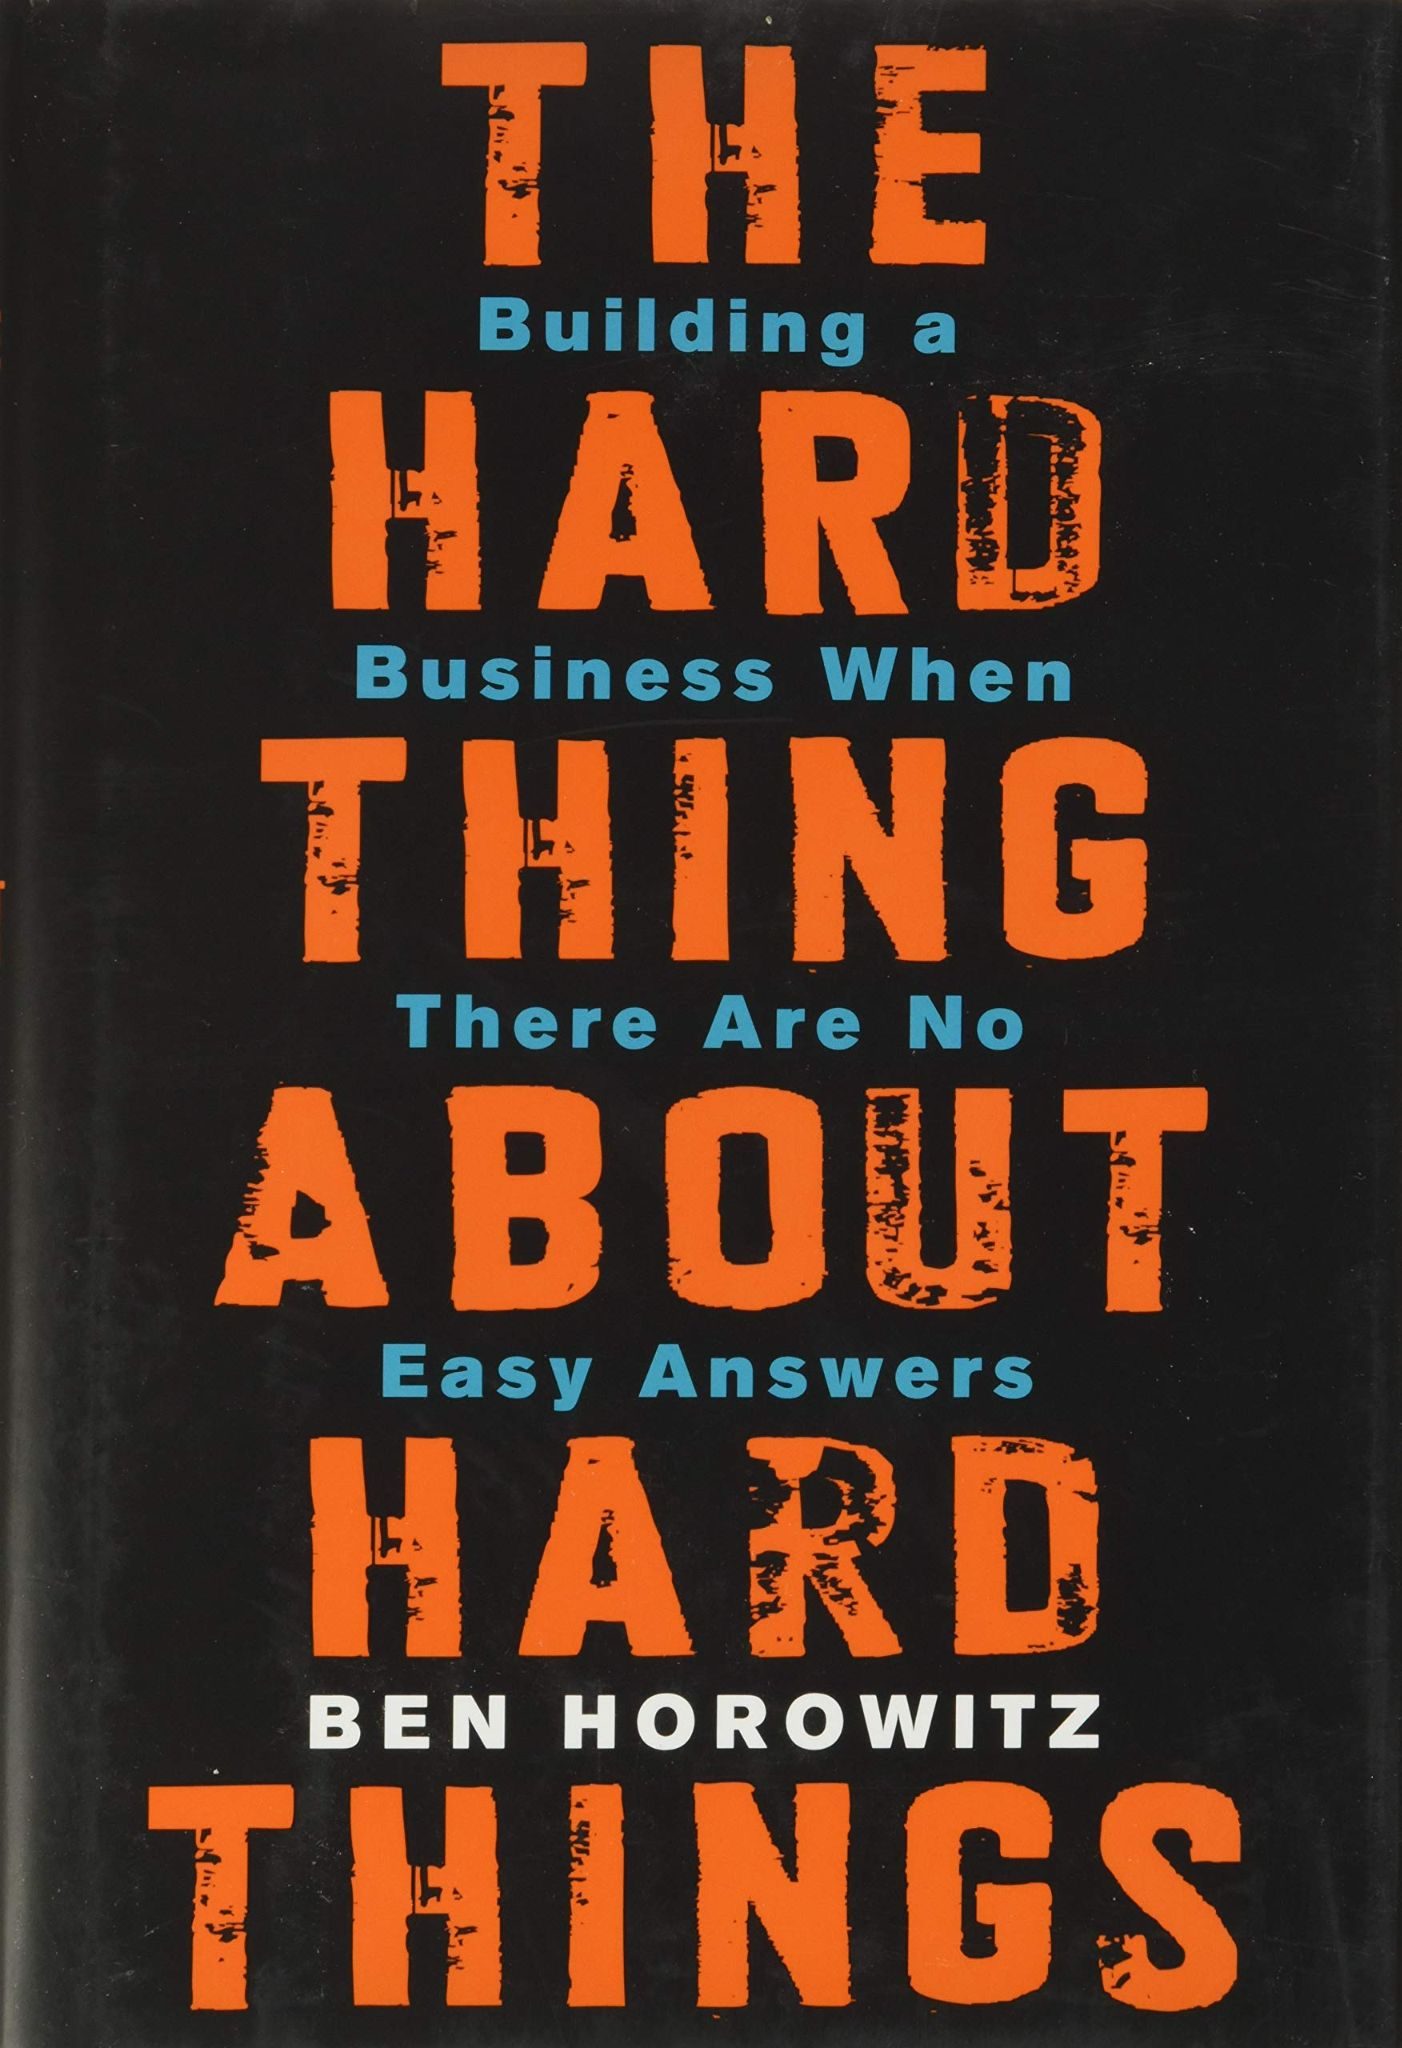 THE
Building a
HARD
Business When
THING
There Are No
ABOUT
Easy Answers
HARD
BEN HOROWITZ
THINGS